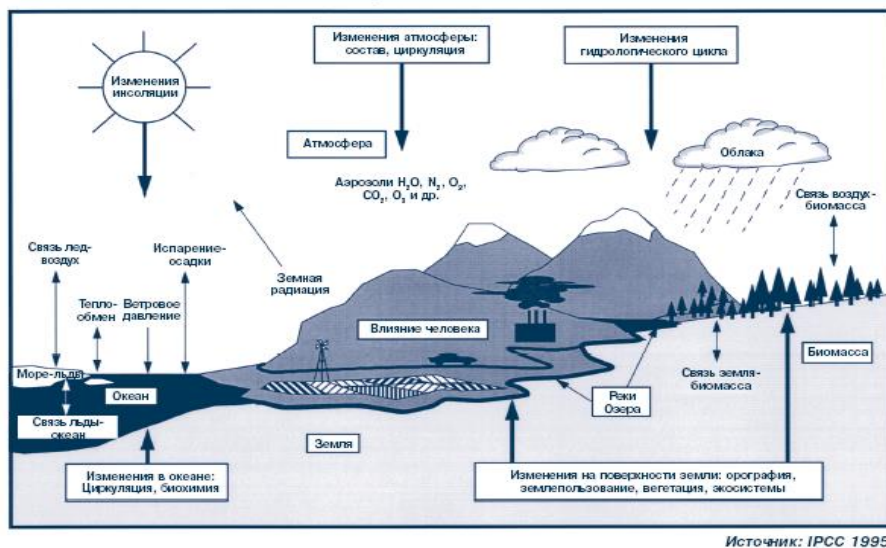 Изменения атмосферы:
состав, циркуляция
Изменения
гидрологического цикла
Изменения
инсоляции
Атмосфера
Облака
Аэрозоли H₂O, N₂, O₂,
CO₂, O₃ и др.
Связь воздух-
биомасса
Связь лед-
воздух
Испарение-
осадки
Земная
радиация
Тепло-
обмен
Ветровое
давление
Влияние человека
Море-льды
Океан
Связь льды-
океан
Биомасса
Связь земля-
биомасса
Реки
Озера
Земля
Изменения в океане:
Циркуляция, биохимия
Изменения на поверхности земли: орография,
землепользование, вегетация, экосистемы
Источник: IPCC 1995